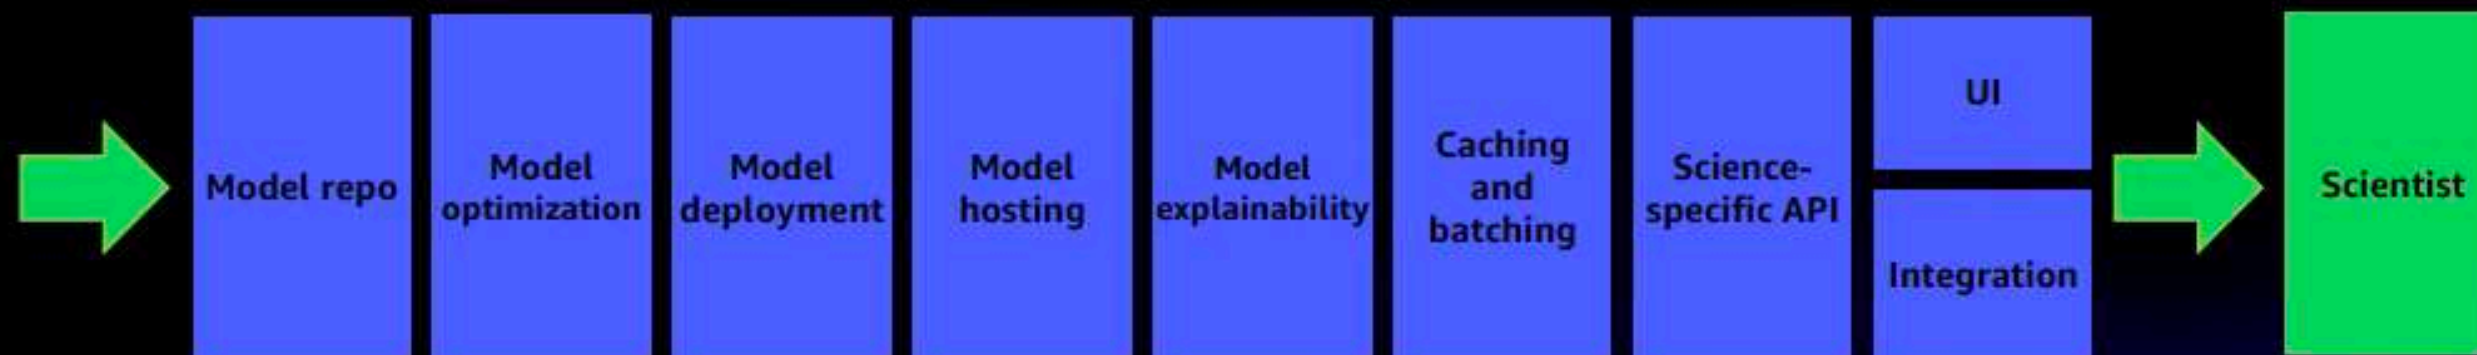 Model repo
Model
optimization
Model
deployment
Model
hosting
Model
explainability
Caching
and
batching
Science-
specific API
UI
Integration
Scientist